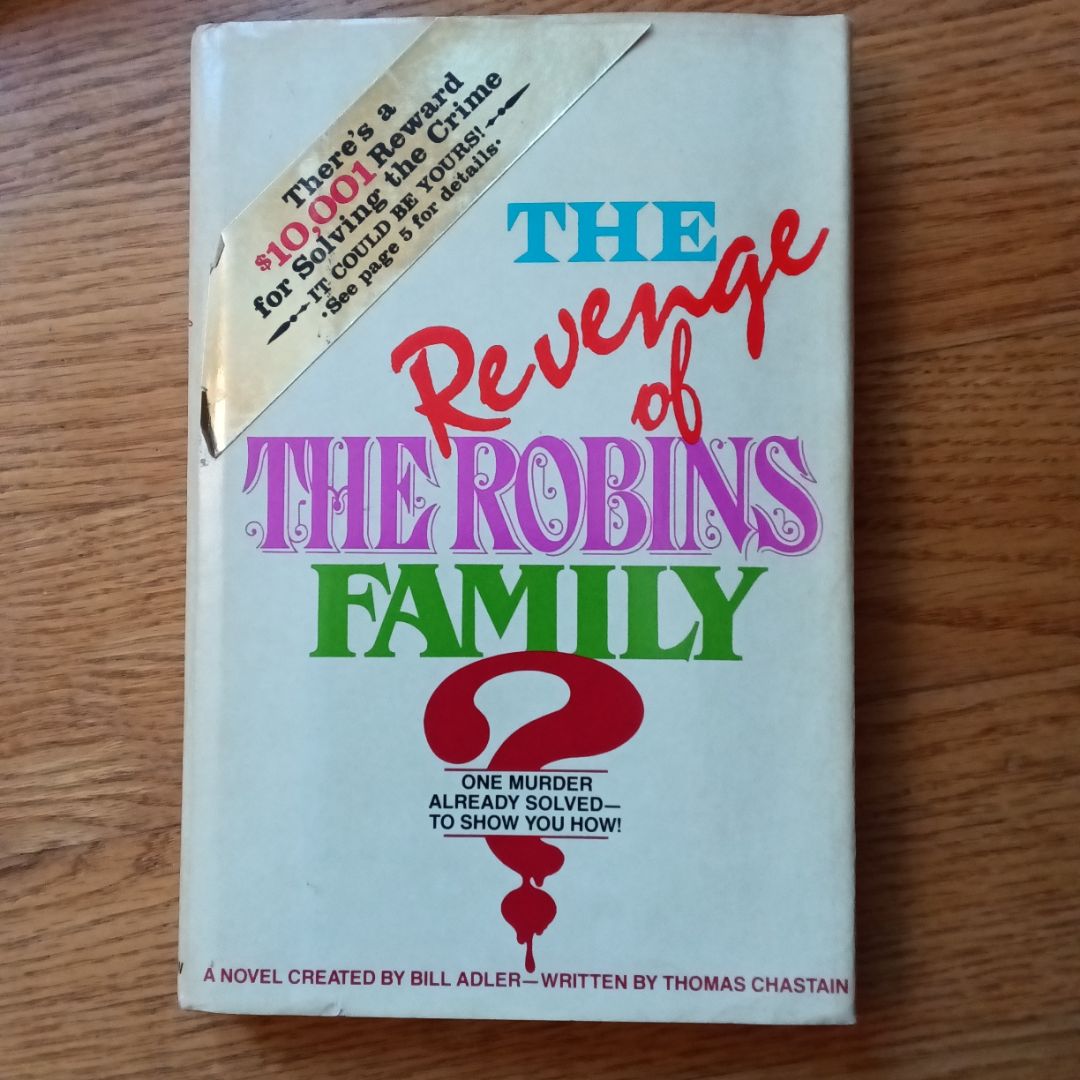 There's a
$10,001 Reward
for Solving the Crime
IT COULD BE YOURS!
·See page 5 for details·
THE
Revenge
of
THE ROBINS
FAMILY
?
ONE MURDER
ALREADY SOLVED—
TO SHOW YOU HOW!
A NOVEL CREATED BY BILL ADLER—WRITTEN BY THOMAS CHASTAIN